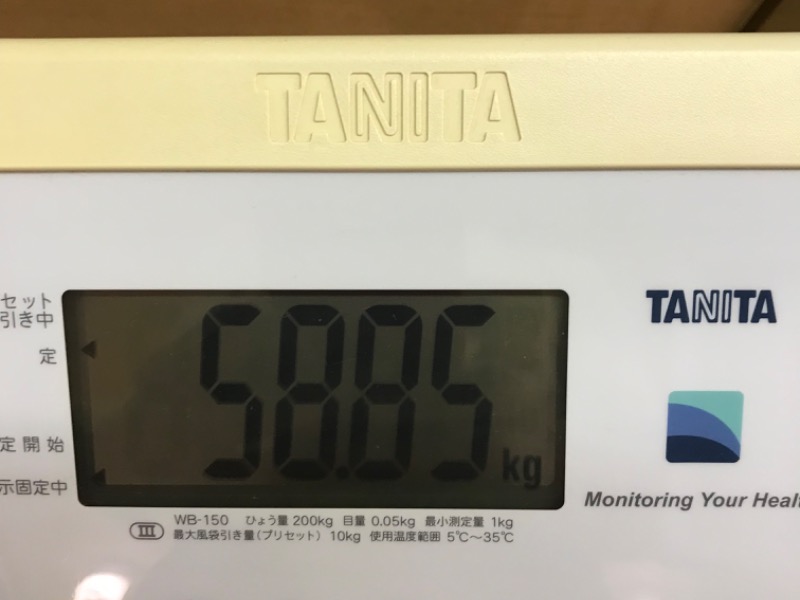 TANITA
セット
引き中
定
定開始
示固定中
58.85 kg
TANITA
Monitoring Your Heal
III
WB-150 ひょう量 200kg 目量 0.05kg 最小測定量 1kg
最大風袋引き量(プリセット) 10kg 使用温度範囲 5℃〜35℃